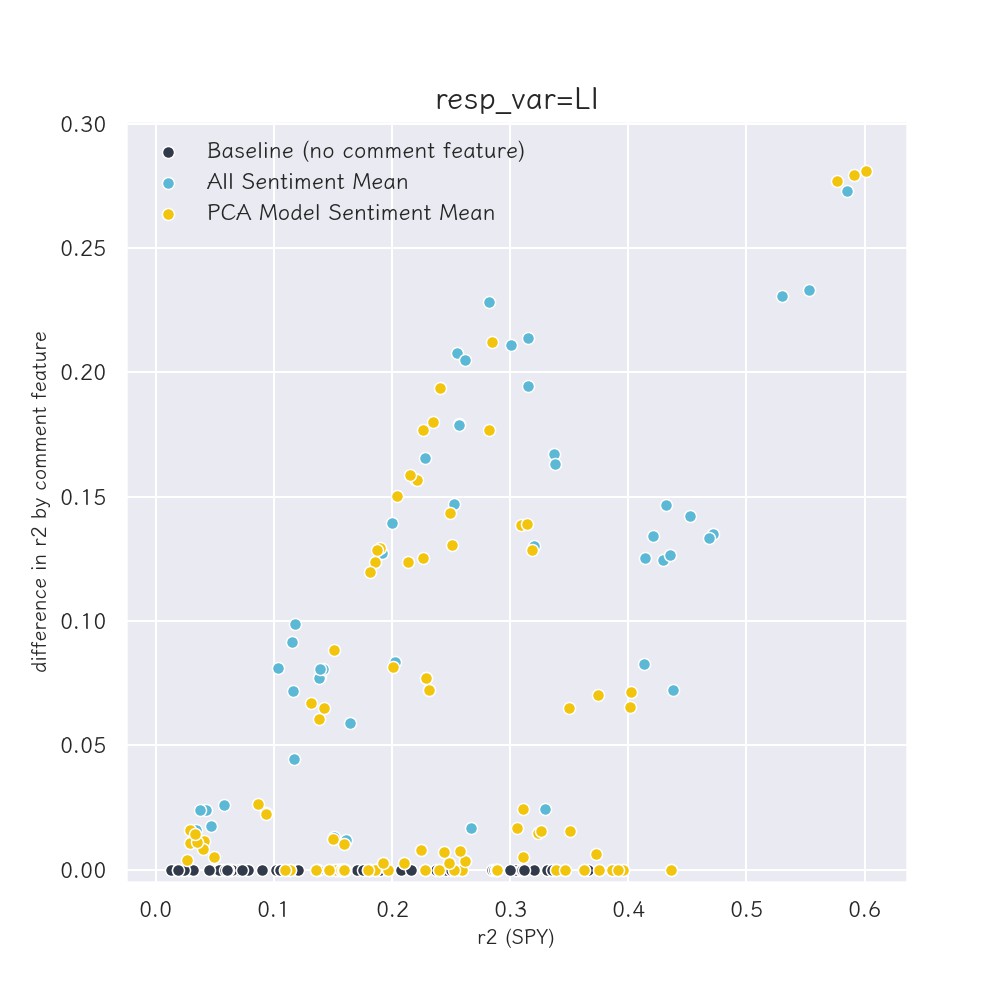 resp_var=LI
0.30
0.25
0.20
0.15
0.10
0.05
0.00
difference in r2 by comment feature
Baseline (no comment feature)
All Sentiment Mean
PCA Model Sentiment Mean
0.0 0.1 0.2 0.3 0.4 0.5 0.6
r2 (SPY)